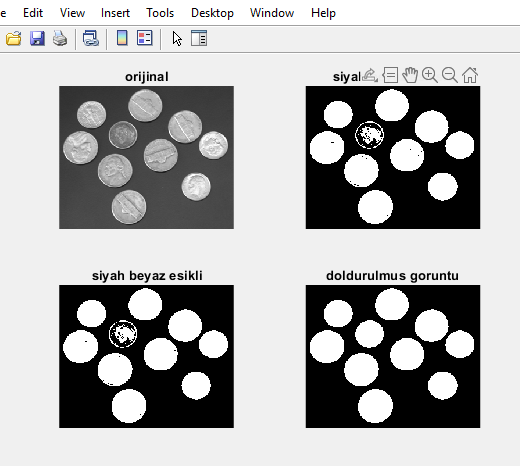 e Edit View Insert Tools Desktop Window Help
orijinal
siyal
siyah beyaz esikli
doldurulmus goruntu